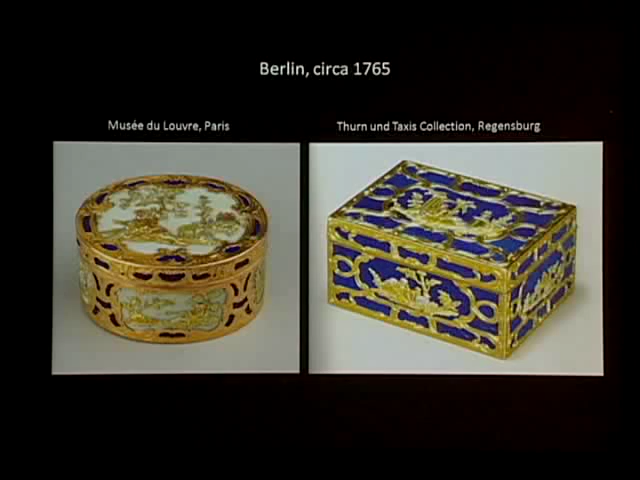 Berlin, circa 1765
Musée du Louvre, Paris
Thurn und Taxis Collection, Regensburg